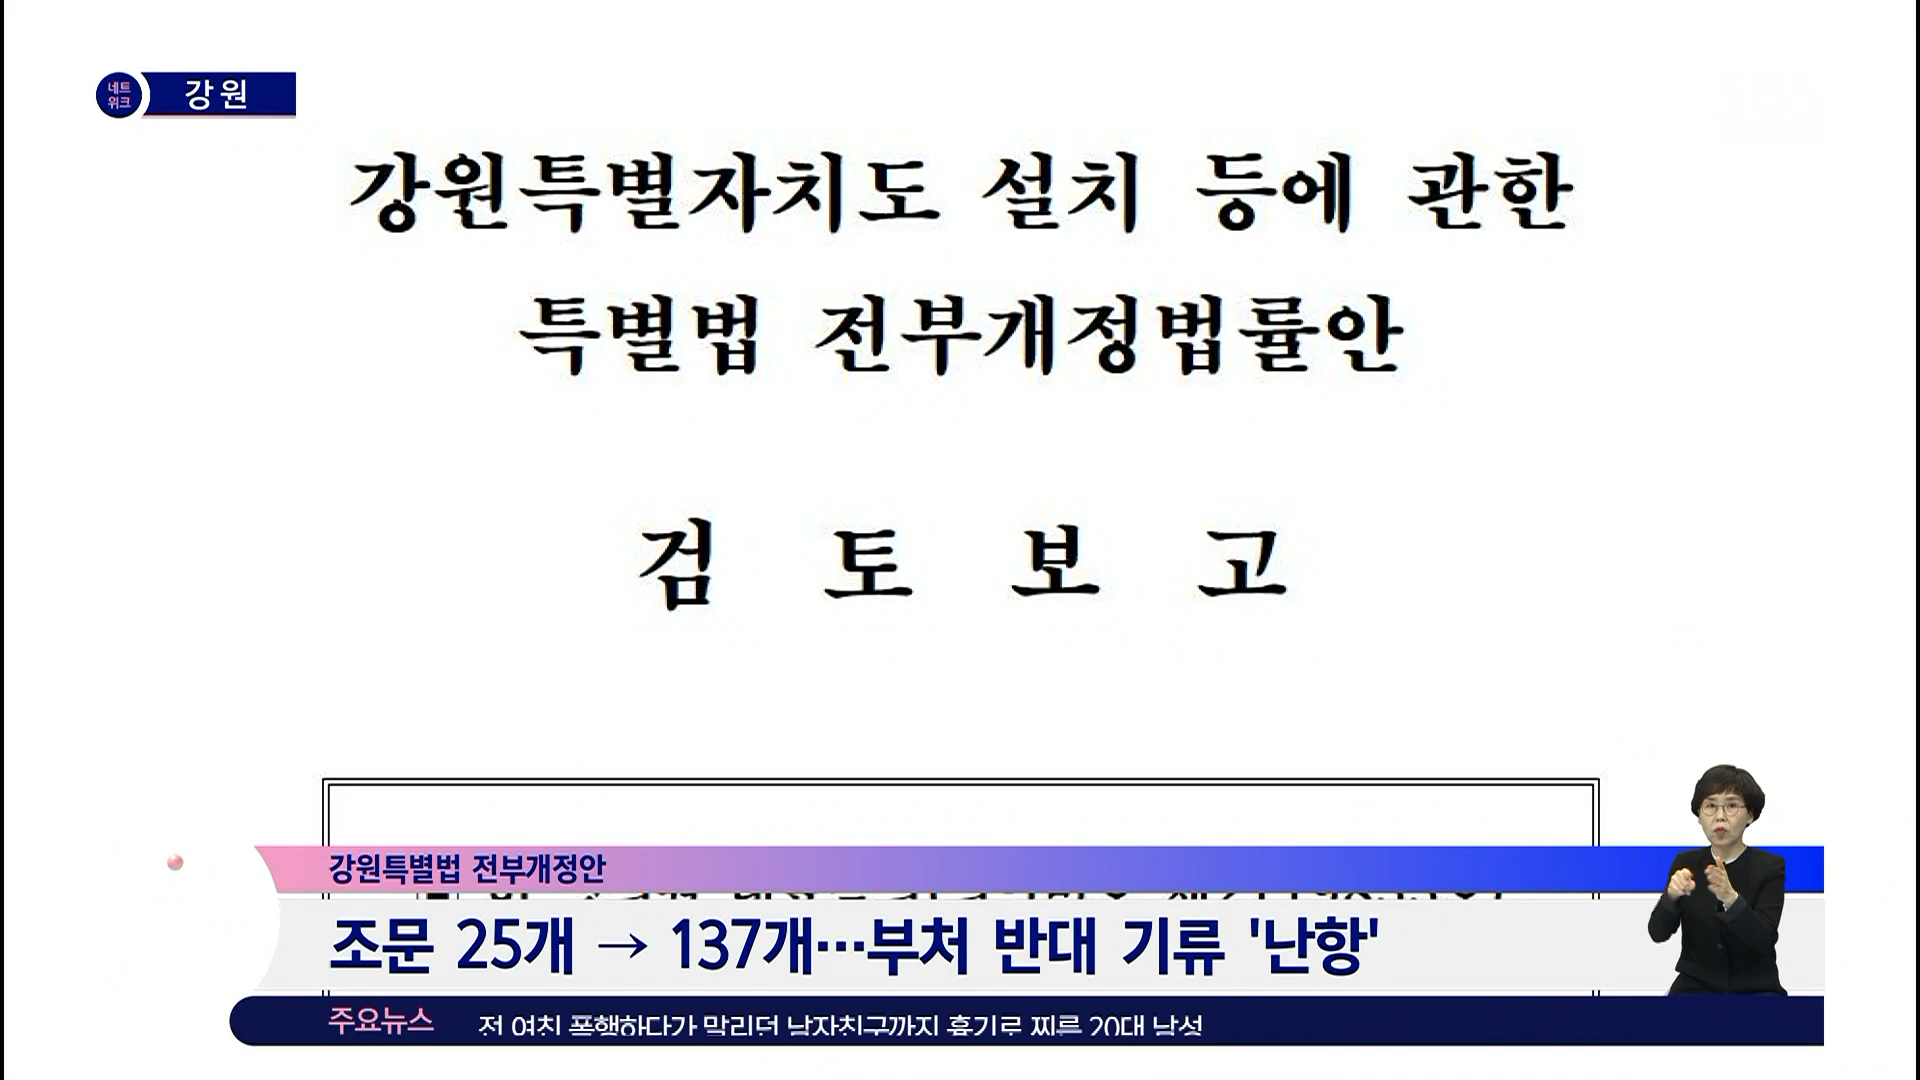 네트
워크
강원
강원특별자치도 설치 등에 관한
특별법 전부개정법률안
검 토 보 고
강원특별법 전부개정안
조문 25개 → 137개…부처 반대 기류 '난항'
주요뉴스
전 여친 폭행하다가 말리던 남자친구까지 흉기로 찌른 20대 남성